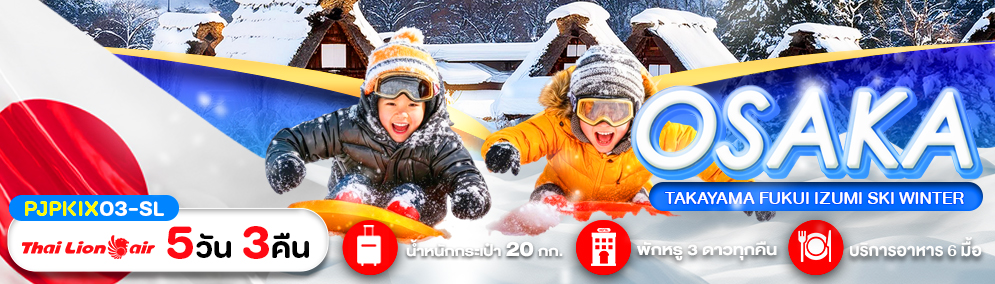 OSAKA
TAKAYAMA FUKUI IZUMI SKI WINTER
PJPKIX03-SL
Thai Lion air 5วัน 3คืน
น้ำหนักกระเป๋า 20 กก.
พักหรู 3 ดาวทุกคืน
บริการอาหาร 6 มื้อ